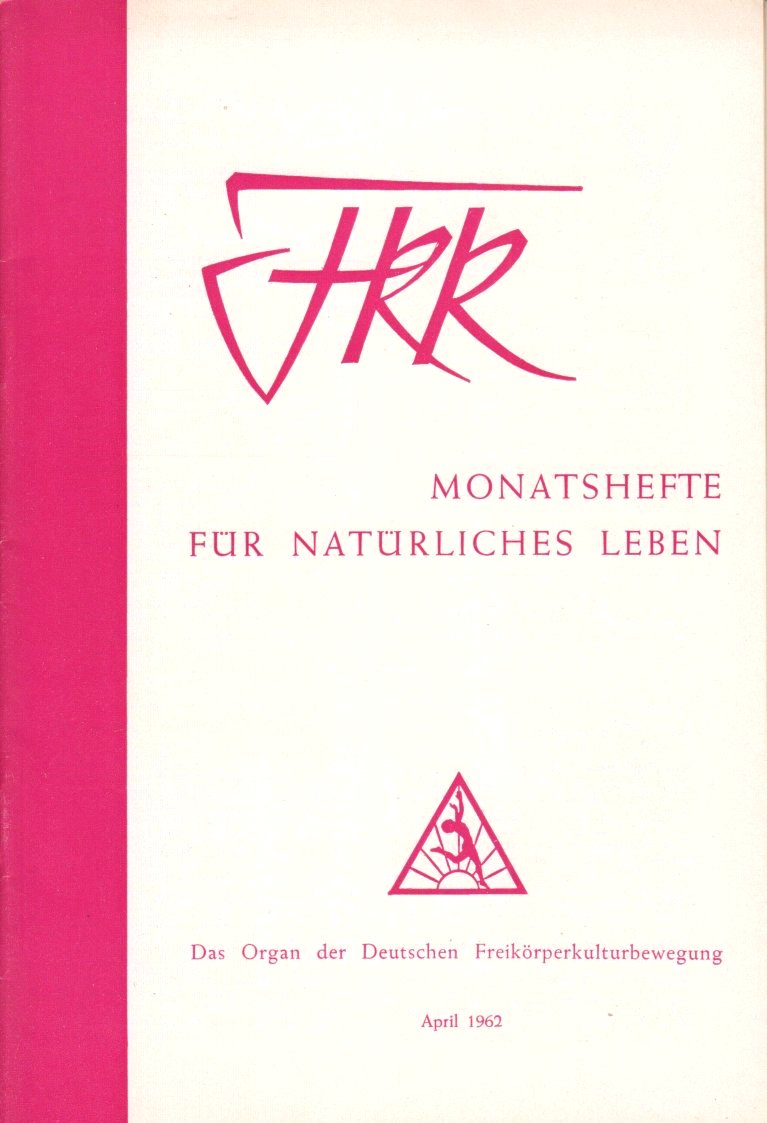 FKK
MONATSHEFTE
FÜR NATÜRLICHES LEBEN
Das Organ der Deutschen Freikörperkulturbewegung
April 1962